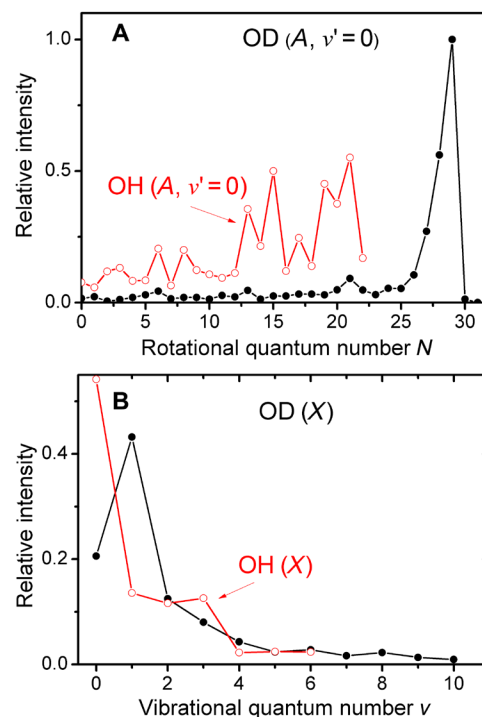 A
OD (A, v'=0)
1.0
0.5
0.0
Relative intensity
OH (A, v'=0)
0 5 10 15 20 25 30
Rotational quantum number N
B
OD (X)
0.4
0.2
0.0
Relative intensity
OH (X)
0 2 4 6 8 10
Vibrational quantum number v